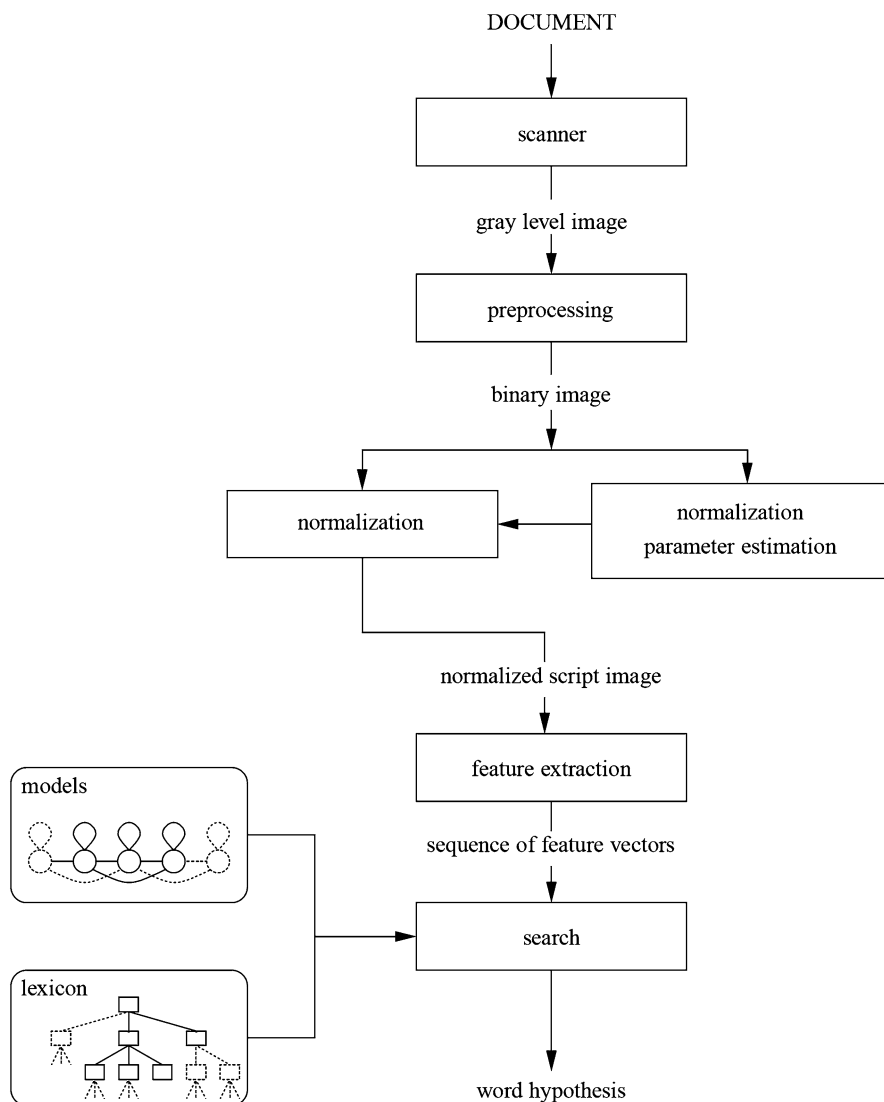 DOCUMENT
scanner
gray level image
preprocessing
binary image
normalization
normalization
parameter estimation
normalized script image
feature extraction
models
sequence of feature vectors
search
lexicon
word hypothesis